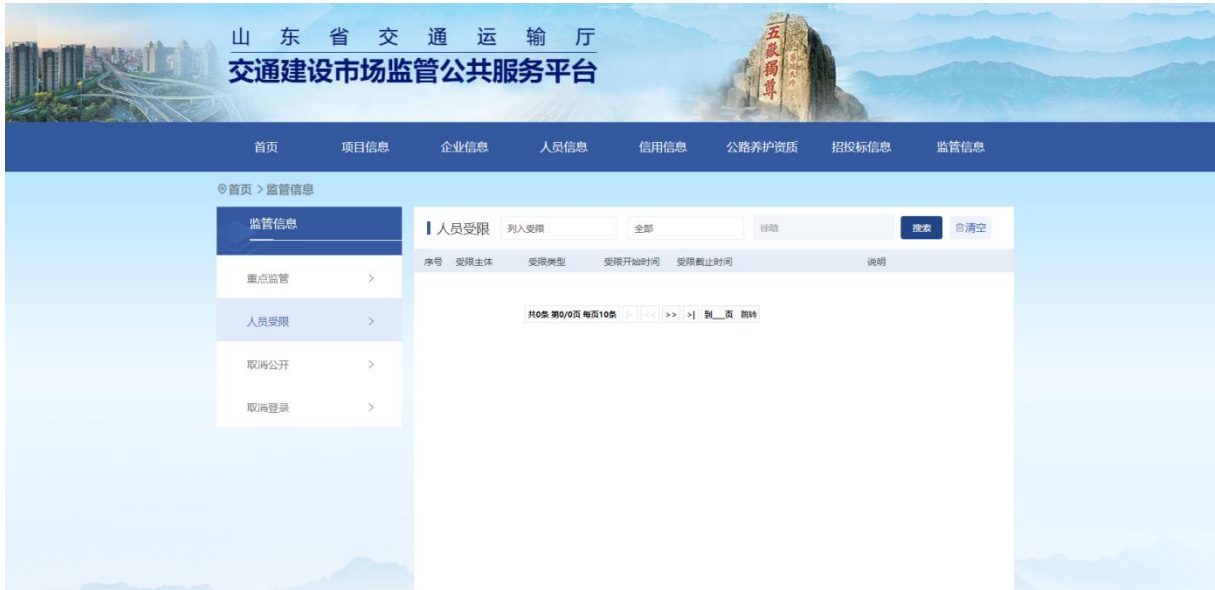 山东省交通运输厅
交通建设市场监管公共服务平台
五嶽獨尊
首页 项目信息 企业信息 人员信息 信用信息 公路养护资质 招投标信息 监管信息
首页 > 监管信息
监管信息
重点监管 >
人员受限 >
取消公开 >
取消登录 >
人员受限 列入受限 全部 搜索 清空
序号 受限主体 受限类型 受限开始时间 受限截止时间 说明
共0条 第0/0页 每页10条 |< << >> >| 到__页 跳转